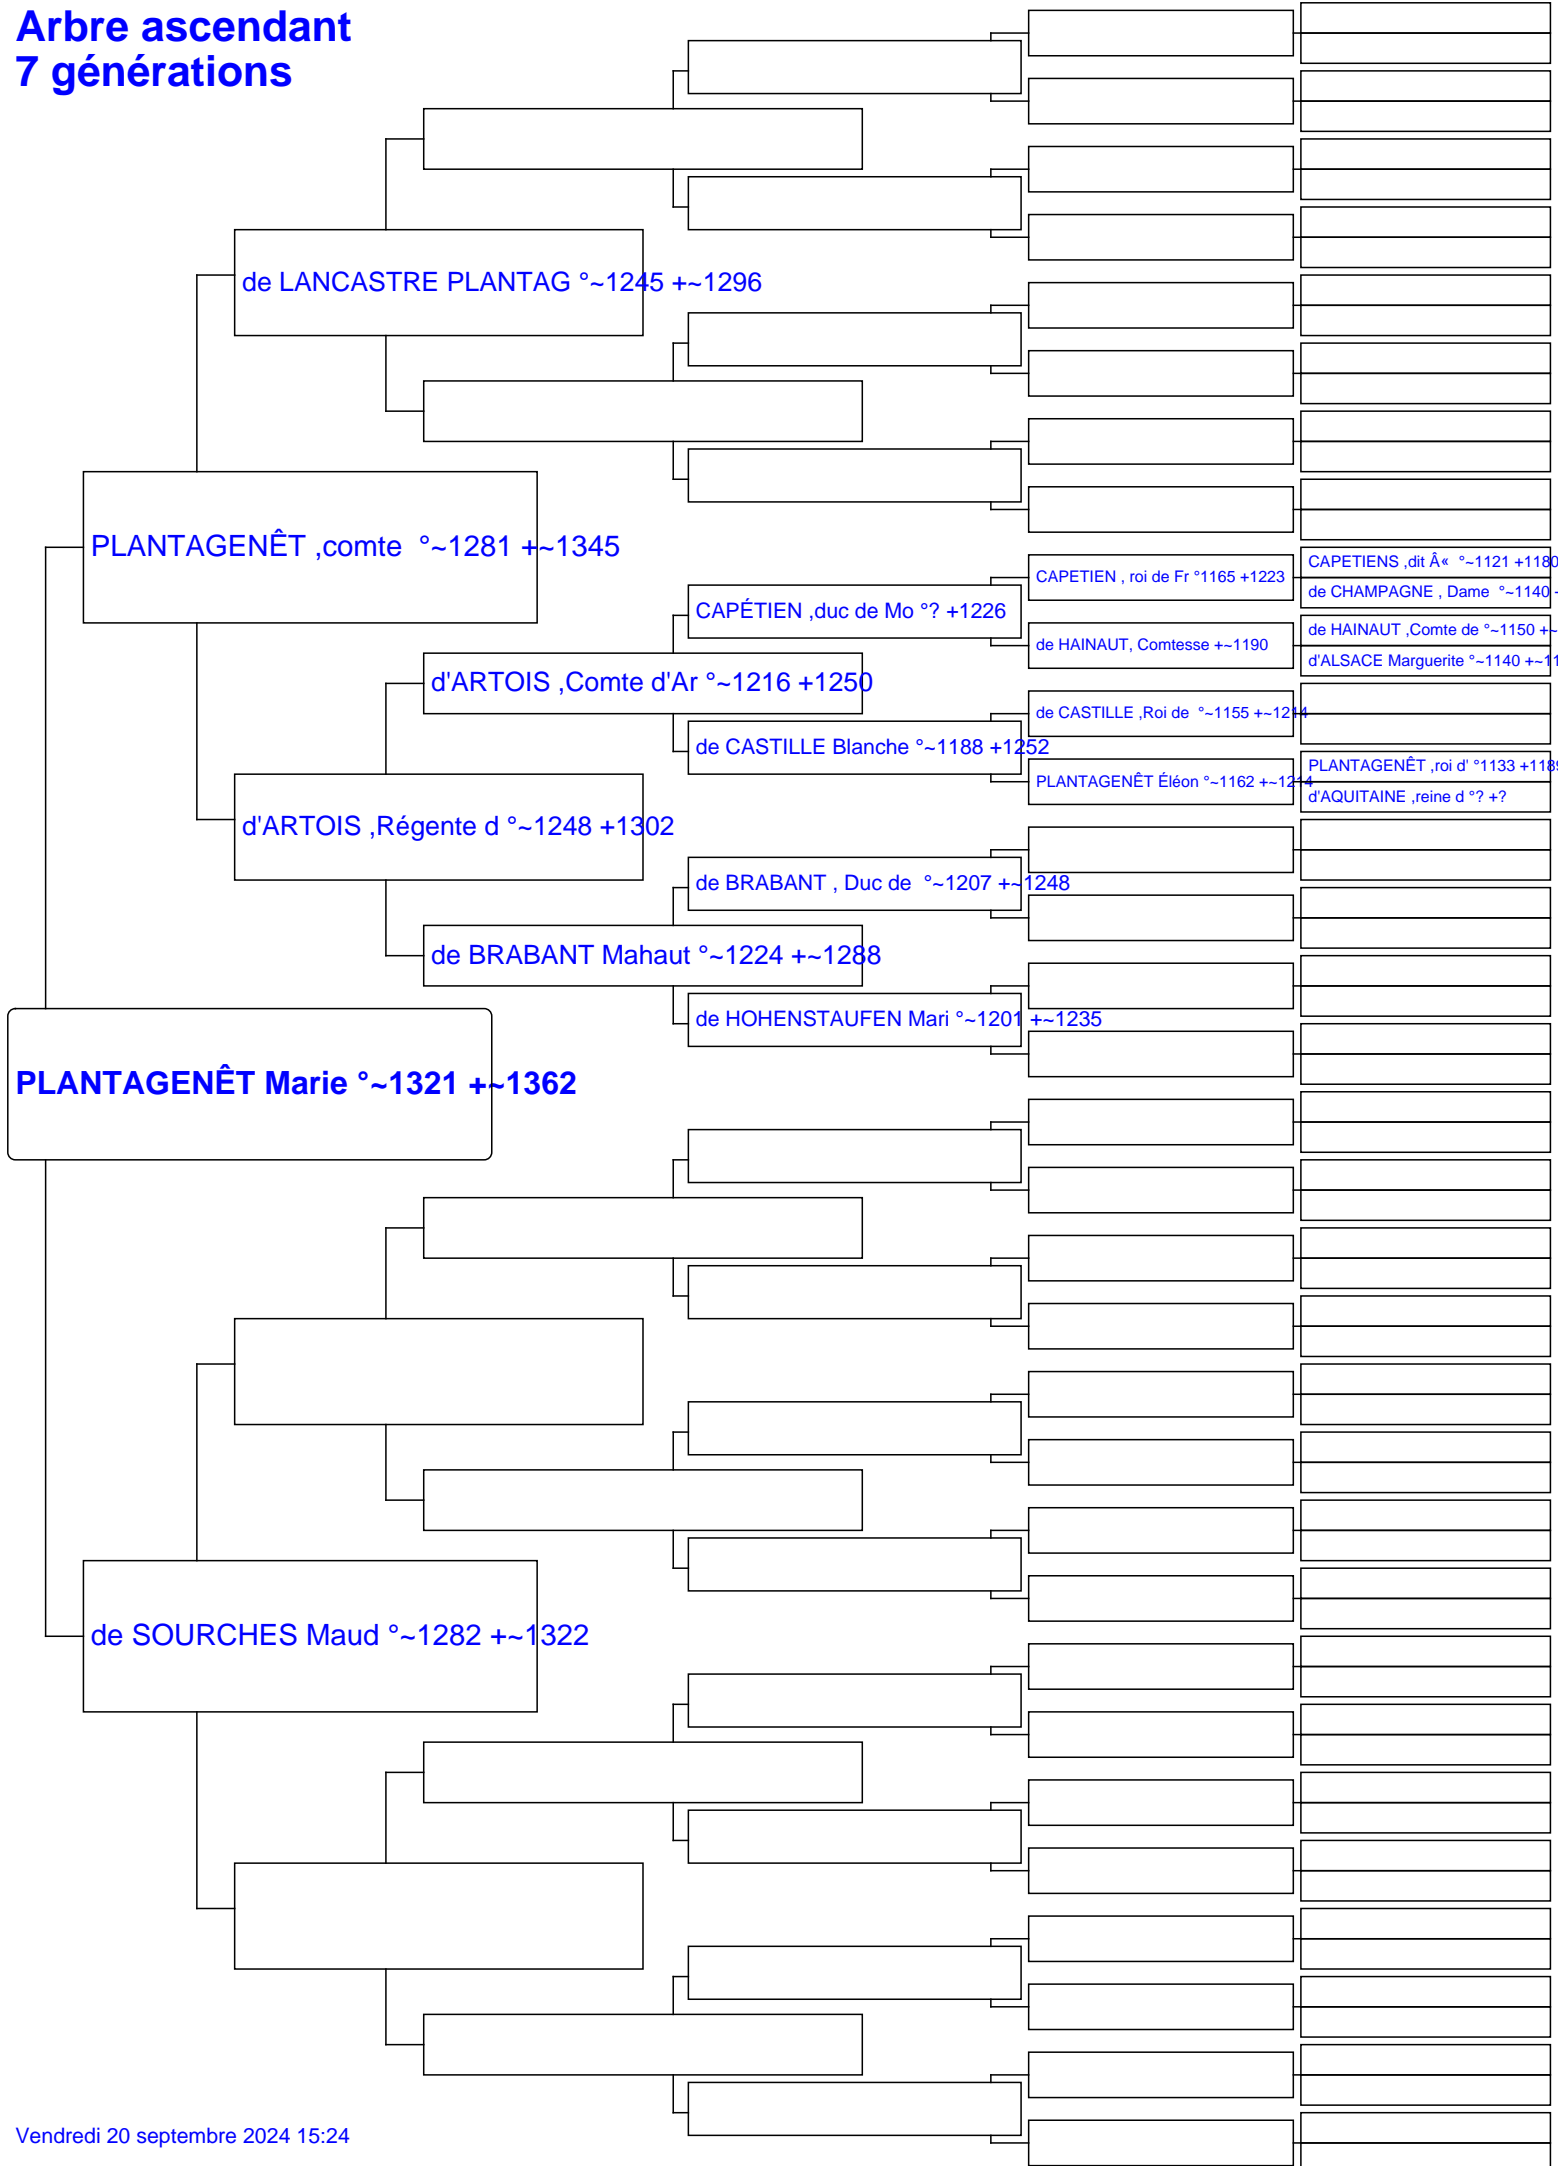 Arbre ascendant
7 générations
de LANCASTRE PLANTAG °~1245 +~1296
PLANTAGENÊT ,comte  °~1281 +~1345
CAPETIENS ,dit Â«  °~1121 +1180
CAPETIEN , roi de Fr °1165 +1223
de CHAMPAGNE , Dame  °~1140 +
CAPÉTIEN ,duc de Mo °? +1226
de HAINAUT ,Comte de °~1150 +~
de HAINAUT, Comtesse +~1190
d'ALSACE Marguerite °~1140 +~11
d'ARTOIS ,Comte d'Ar °~1216 +1250
de CASTILLE ,Roi de  °~1155 +~1214
de CASTILLE Blanche °~1188 +1252
PLANTAGENÊT ,roi d' °1133 +1189
PLANTAGENÊT Éléon °~1162 +~1214
d'AQUITAINE ,reine d °? +?
d'ARTOIS ,Régente d °~1248 +1302
de BRABANT , Duc de  °~1207 +~1248
de BRABANT Mahaut °~1224 +~1288
de HOHENSTAUFEN Mari °~1201 +~1235
PLANTAGENÊT Marie °~1321 +~1362
de SOURCHES Maud °~1282 +~1322
Vendredi 20 septembre 2024 15:24